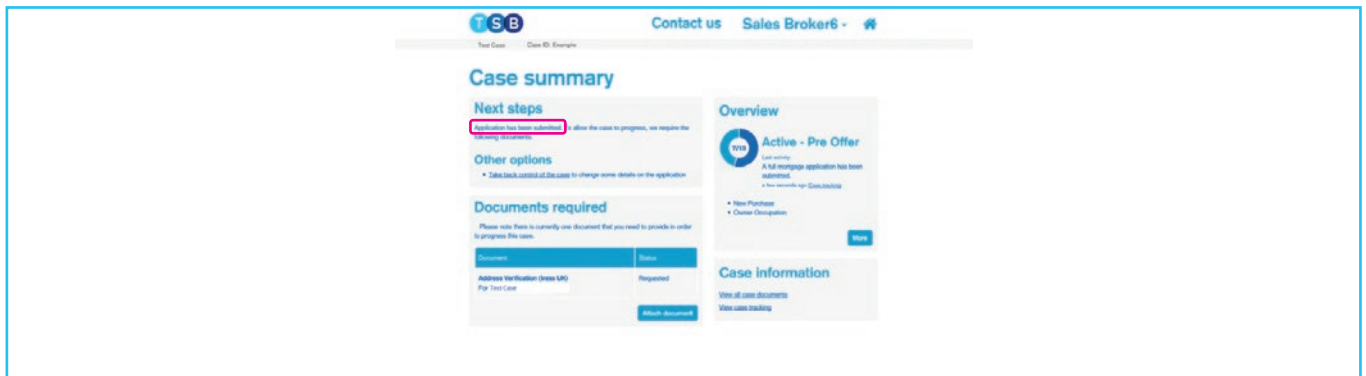 TSB
Contact us
Sales Broker6
Test Case
Case ID: Example
Case summary
Next steps
Application has been submitted. allow the case to progress, we require the
following documents.
Other options
• Take back control of the case to change some details on the application
Documents required
Please note there is currently one document that you need to provide in order
to progress this case.
Document
Status
Address Verification (Iress UK)
For Test Case
Requested
Attach document
Overview
Active - Pre Offer
Last activity:
A full mortgage application has been
submitted.
a few seconds ago Case tracking
• New Purchase
• Owner Occupation
More
Case information
View all case documents
View case tracking